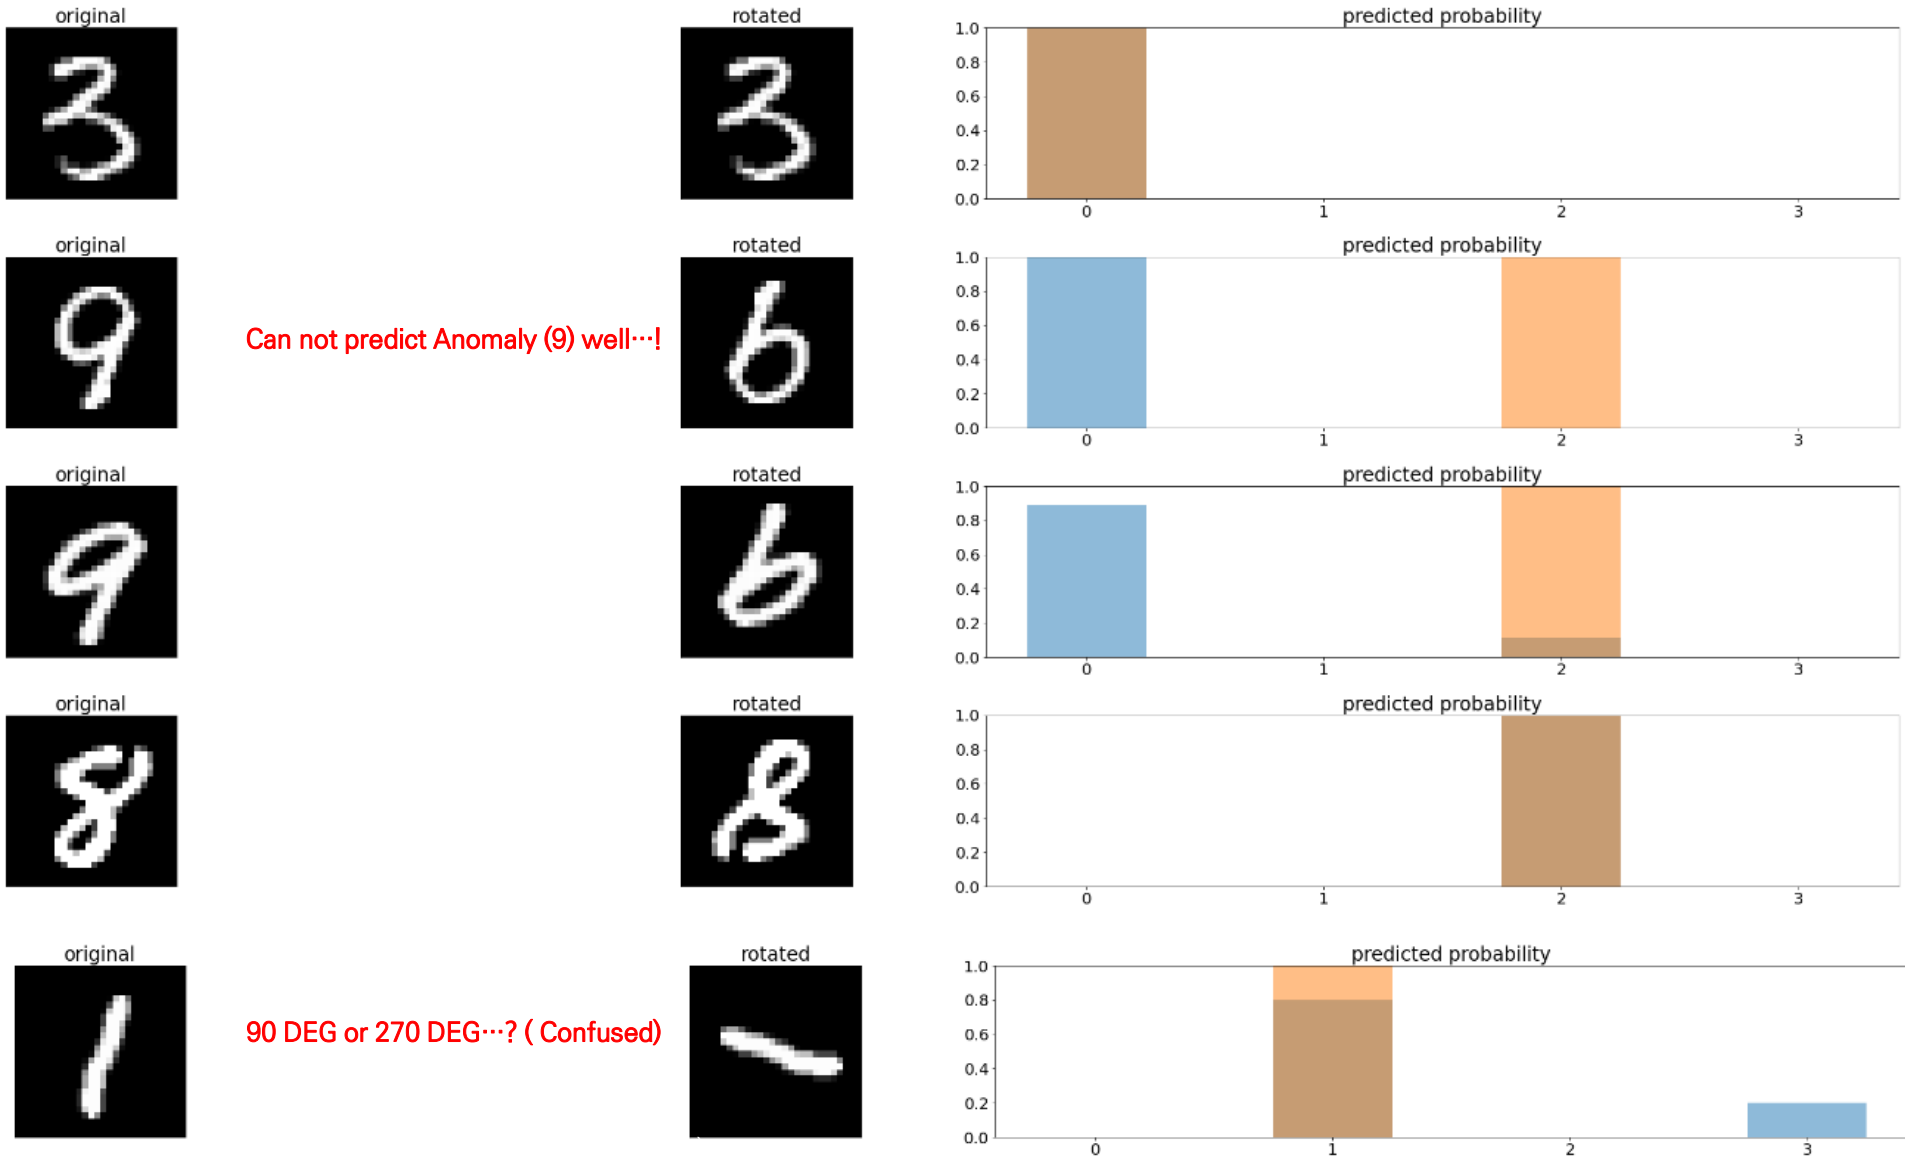 original rotated predicted probability
1.0
0.8
0.6
0.4
0.2
0.0
0 1 2 3
original rotated predicted probability
1.0
0.8
Can not predict Anomaly (9) well…!
0.6
0.4
0.2
0.0
0 1 2 3
original rotated predicted probability
1.0
0.8
0.6
0.4
0.2
0.0
0 1 2 3
original rotated predicted probability
1.0
0.8
0.6
0.4
0.2
0.0
0 1 2 3
original rotated predicted probability
1.0
0.8
90 DEG or 270 DEG…? ( Confused)
0.6
0.4
0.2
0.0
0 1 2 3